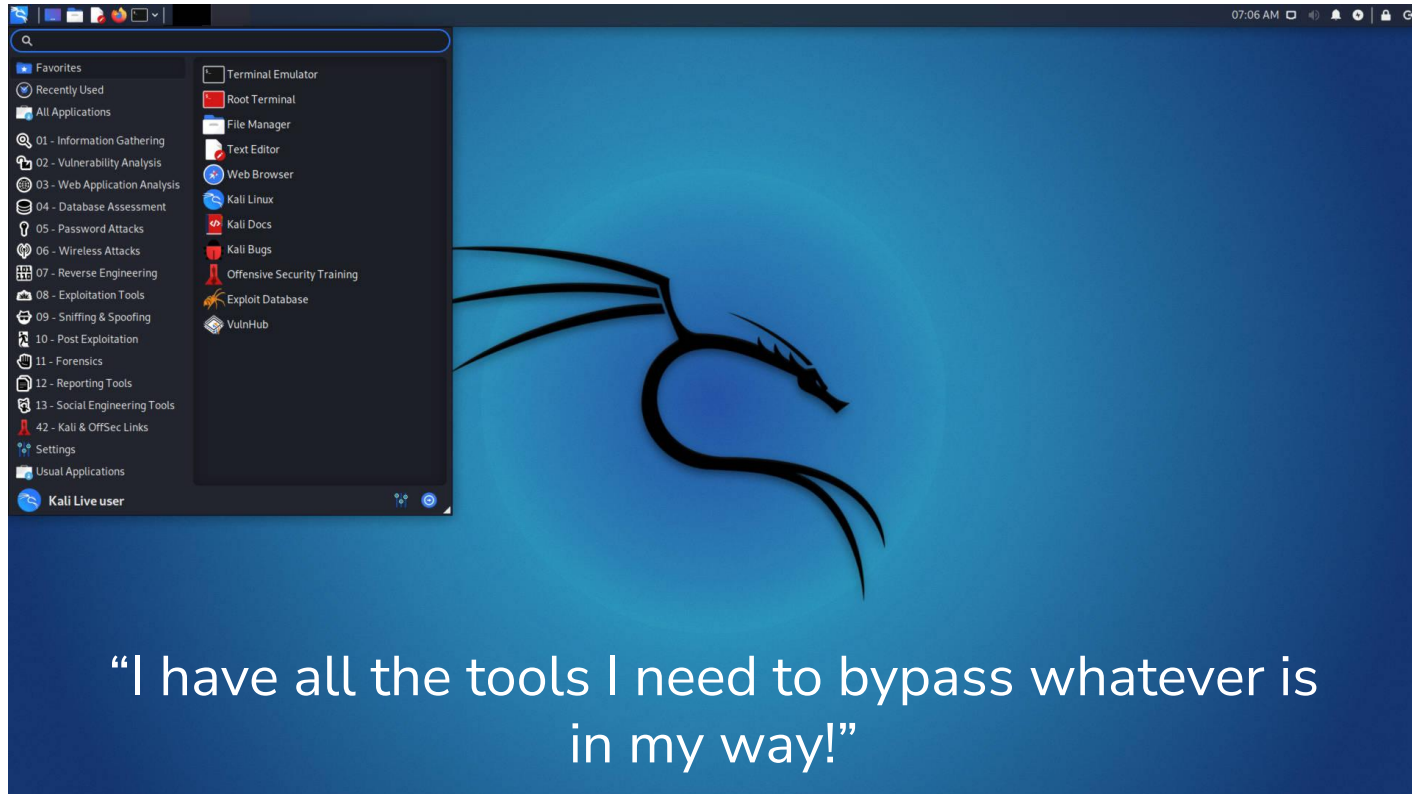 07:06 AM
Favorites
Recently Used
All Applications
01 - Information Gathering
02 - Vulnerability Analysis
03 - Web Application Analysis
04 - Database Assessment
05 - Password Attacks
06 - Wireless Attacks
07 - Reverse Engineering
08 - Exploitation Tools
09 - Sniffing & Spoofing
10 - Post Exploitation
11 - Forensics
12 - Reporting Tools
13 - Social Engineering Tools
42 - Kali & OffSec Links
Settings
Usual Applications
Terminal Emulator
Root Terminal
File Manager
Text Editor
Web Browser
Kali Linux
Kali Docs
Kali Bugs
Offensive Security Training
Exploit Database
VulnHub
Kali Live user
“I have all the tools I need to bypass whatever is
in my way!”